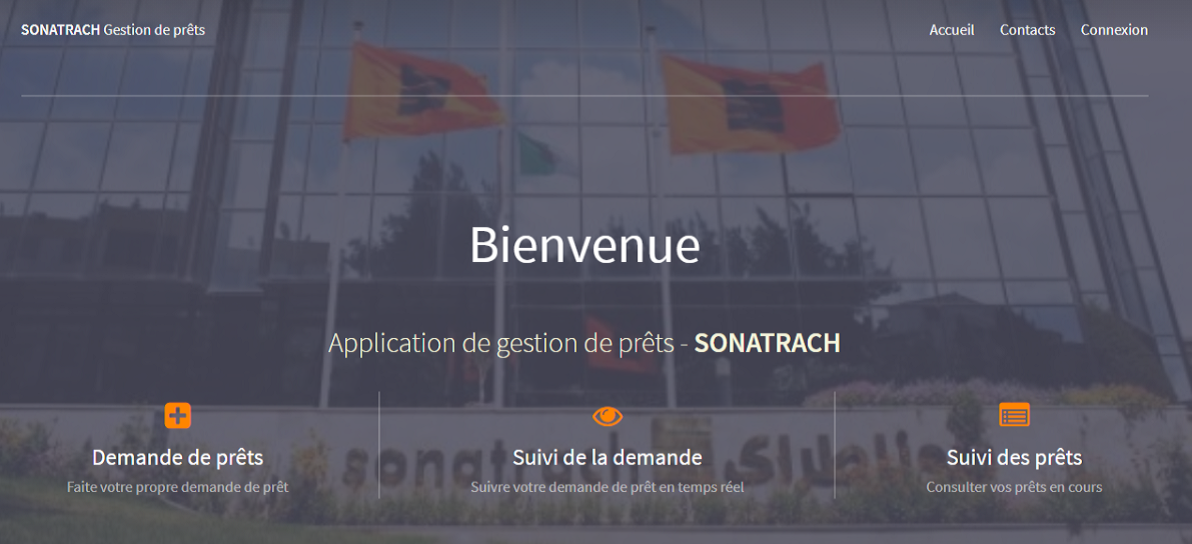 SONATRACH Gestion de prêts
Accueil Contacts Connexion
Bienvenue
Application de gestion de prêts - SONATRACH
Demande de prêts
Faite votre propre demande de prêt
Suivi de la demande
Suivre votre demande de prêt en temps réel
Suivi des prêts
Consulter vos prêts en cours
sonat